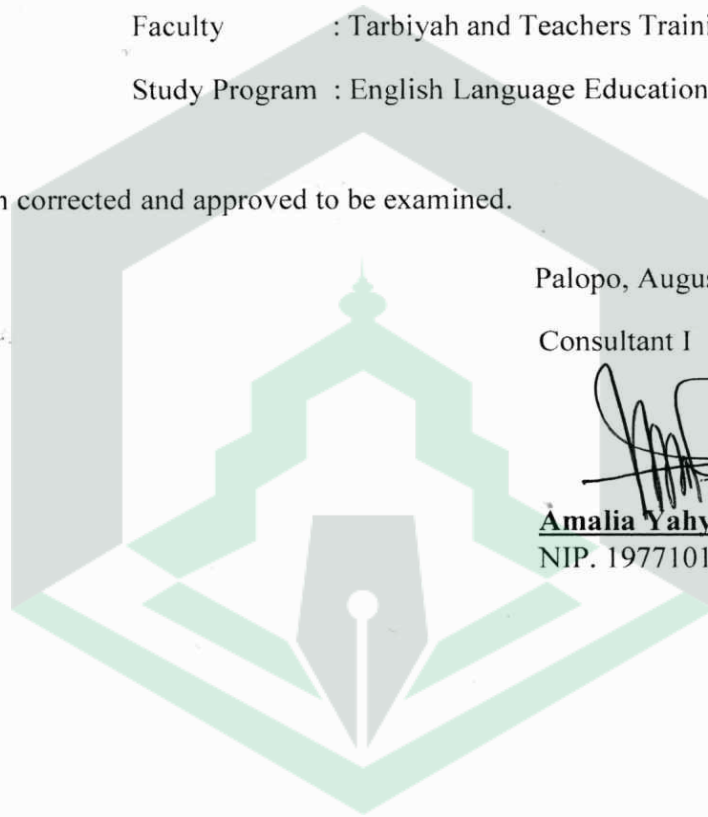 Faculty : Tarbiyah and Teachers Traini
Study Program : English Language Education
n corrected and approved to be examined.
Palopo, Augus
Consultant I
Amalia Yahy
NIP. 1977101